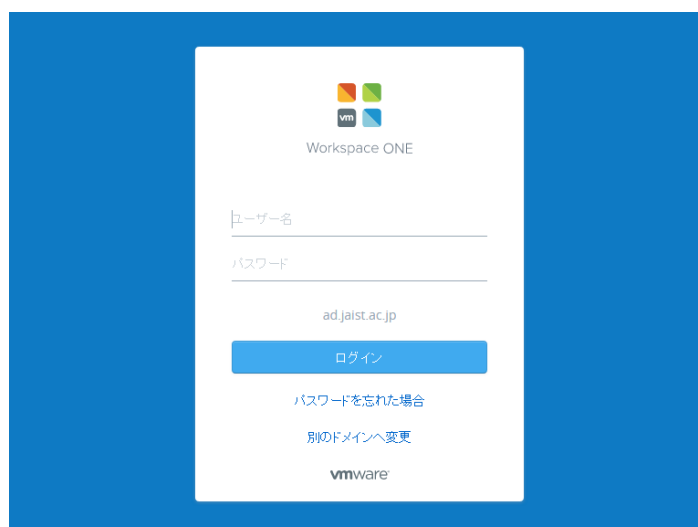 vm
Workspace ONE
ユーザー名
パスワード
ad.jaist.ac.jp
ログイン
パスワードを忘れた場合
別のドメインへ変更
vmware